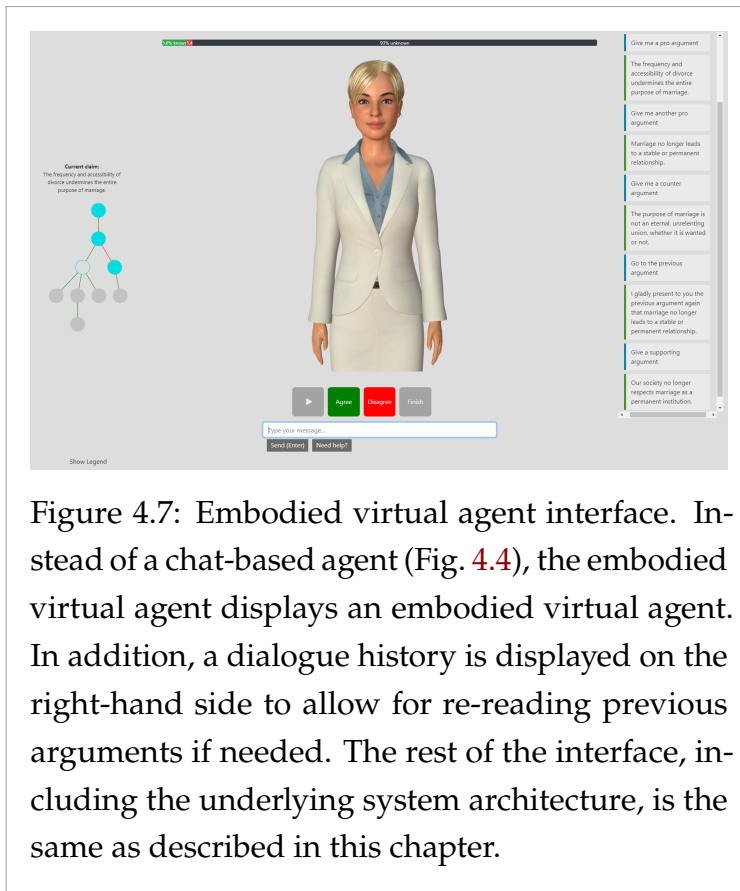 5.6% known 1.4
93% unknown
Current claim:
The frequency and accessibility of
divorce undermines the entire
purpose of marriage.
Show Legend
Agree
Disagree
Finish
Type your message...
Send (Enter)
Need help?
Give me a pro argument
The frequency and
accessibility of divorce
undermines the entire
purpose of marriage.
Give me another pro
argument
Marriage no longer leads
to a stable or permanent
relationship.
Give me a counter
argument
The purpose of marriage is
not an eternal, unrelenting
union, whether it is wanted
or not.
Go to the previous
argument
I gladly present to you the
previous argument again
that marriage no longer
leads to a stable or
permanent relationship.
Give a supporting
argument
Our society no longer
respects marriage as a
permanent institution.
Figure 4.7: Embodied virtual agent interface. In-
stead of a chat-based agent (Fig. 4.4), the embodied
virtual agent displays an embodied virtual agent.
In addition, a dialogue history is displayed on the
right-hand side to allow for re-reading previous
arguments if needed. The rest of the interface, in-
cluding the underlying system architecture, is the
same as described in this chapter.